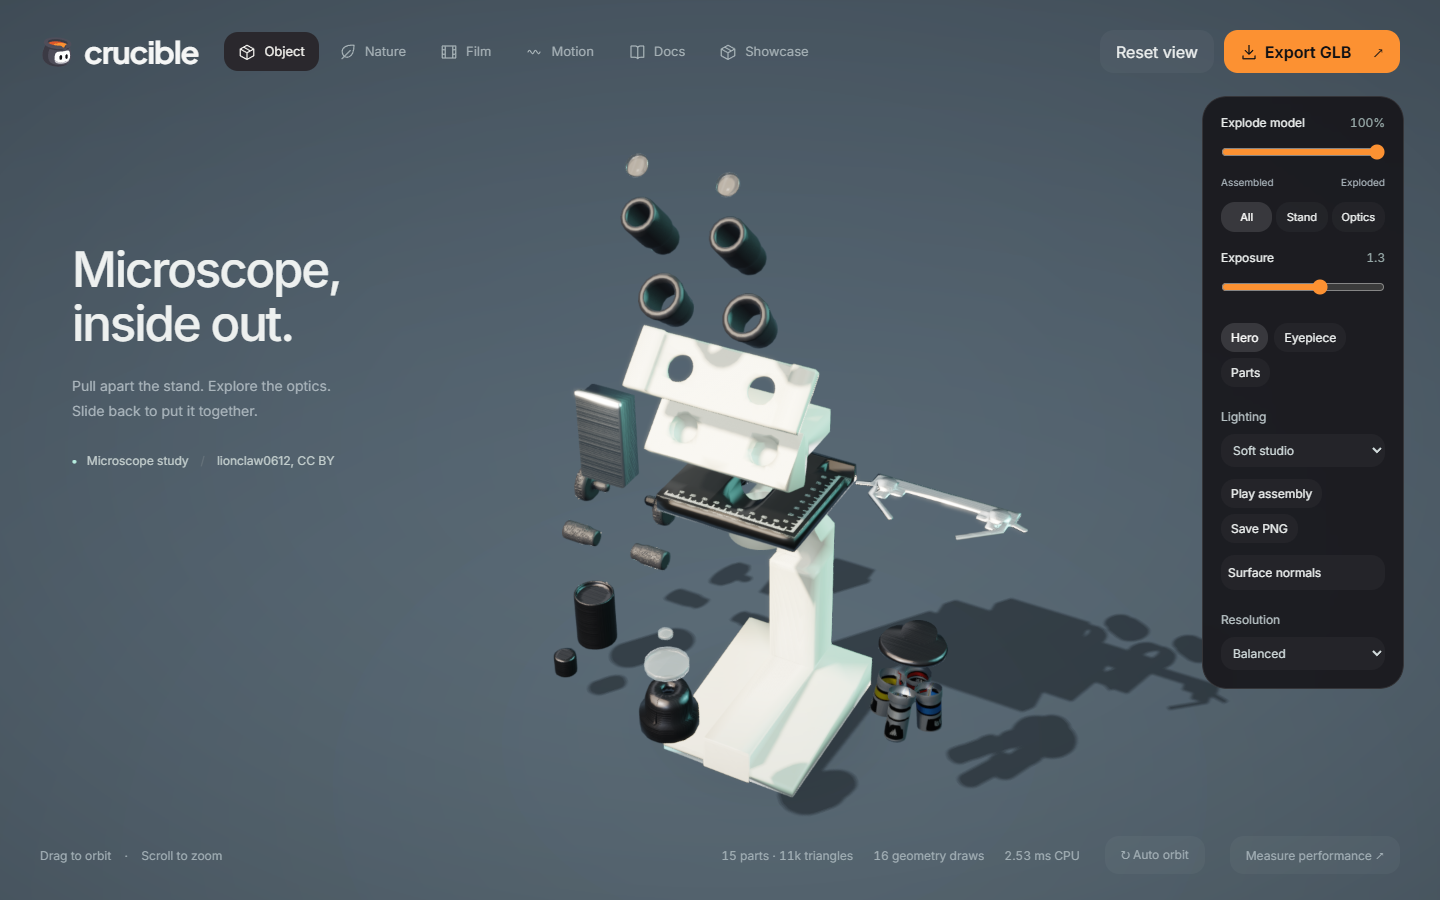 crucible
Object
Nature
Film
Motion
Docs
Showcase
Reset view
Export GLB ↗
Microscope,
inside out.
Pull apart the stand. Explore the optics.
Slide back to put it together.
• Microscope study / lionclaw0612, CC BY
Explode model 100%
Assembled Exploded
All Stand Optics
Exposure 1.3
Hero Eyepiece
Parts
Lighting
Soft studio
Play assembly
Save PNG
Surface normals
Resolution
Balanced
Drag to orbit · Scroll to zoom
15 parts · 11k triangles 16 geometry draws 2.53 ms CPU
↻ Auto orbit
Measure performance ↗